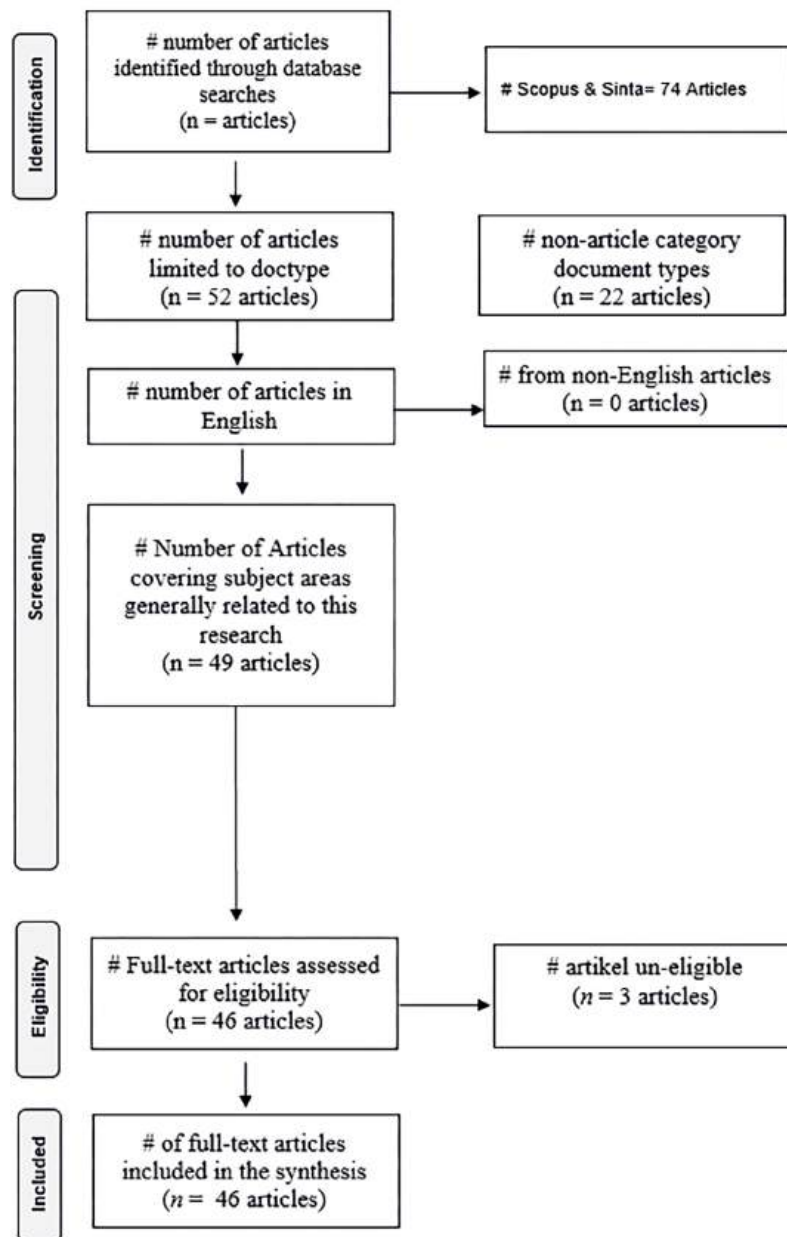 Identification
# number of articles
identified through database
searches
(n = articles)
# Scopus & Sinta= 74 Articles
Screening
# number of articles
limited to doctype
(n = 52 articles)
# non-article category
document types
(n = 22 articles)
# number of articles in
English
# from non-English articles
(n = 0 articles)
# Number of Articles
covering subject areas
generally related to this
research
(n = 49 articles)
Eligibility
# Full-text articles assessed
for eligibility
(n = 46 articles)
# artikel un-eligible
(n = 3 articles)
Included
# of full-text articles
included in the synthesis
(n = 46 articles)